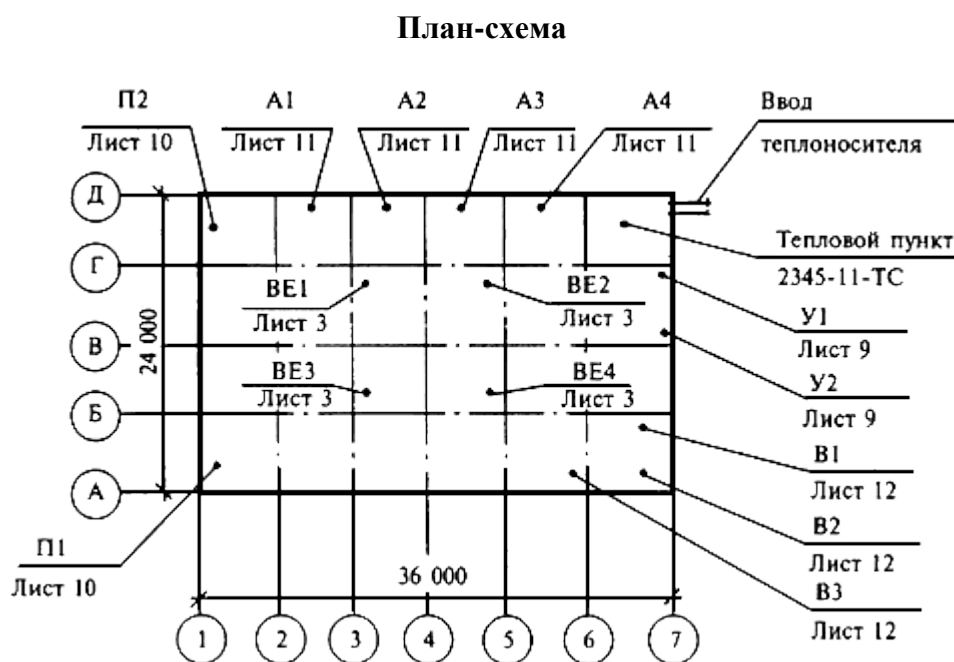 План-схема
П2
Лист 10
А1
Лист 11
А2
Лист 11
А3
Лист 11
А4
Лист 11
Ввод
теплоносителя
Д
Тепловой пункт
2345-11-ТС
Г
ВЕ1
Лист 3
ВЕ2
Лист 3
У1
Лист 9
В
24 000
ВЕ3
Лист 3
ВЕ4
Лист 3
У2
Лист 9
Б
В1
Лист 12
А
В2
Лист 12
П1
Лист 10
36 000
В3
Лист 12
1
2
3
4
5
6
7